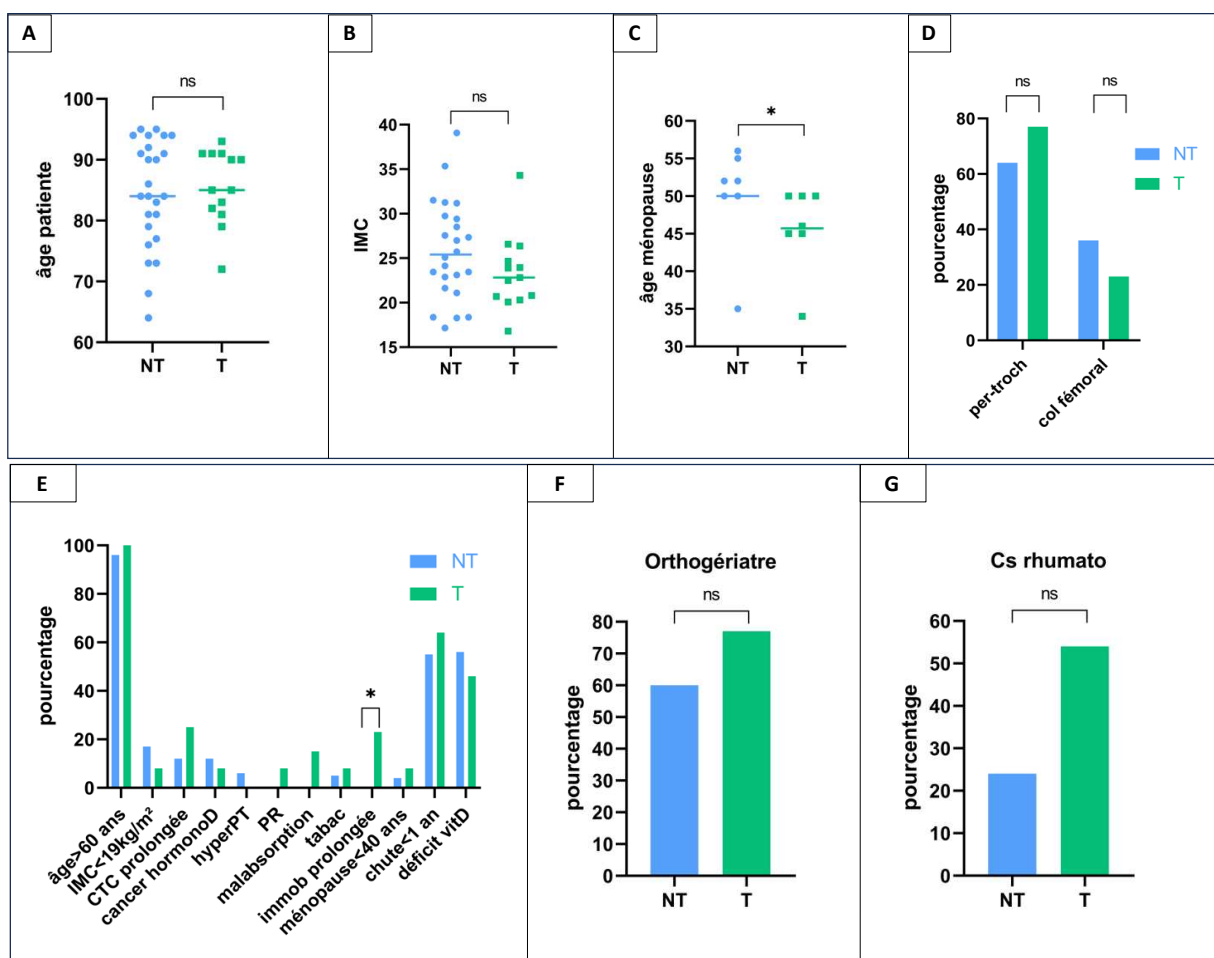 A
ns
100
90
80
70
60
âge patiente
NT
T
B
ns
40
35
30
25
20
15
IMC
NT
T
C
*
60
55
50
45
40
35
30
âge ménopause
NT
T
D
ns
ns
80
60
40
20
0
pourcentage
per-troch
col fémoral
NT
T
E
100
80
60
40
20
0
pourcentage
*
NT
T
âge>60 ans
IMC<19kg/m²
CTC prolongée
cancer hormonoD
hyperPT
PR
malabsorption
tabac
immob prolongée
ménopause<40 ans
chute<1 an
déficit vitD
F
Orthogériatre
ns
80
70
60
50
40
30
20
10
0
pourcentage
NT
T
G
Cs rhumato
ns
60
50
40
30
20
10
0
pourcentage
NT
T